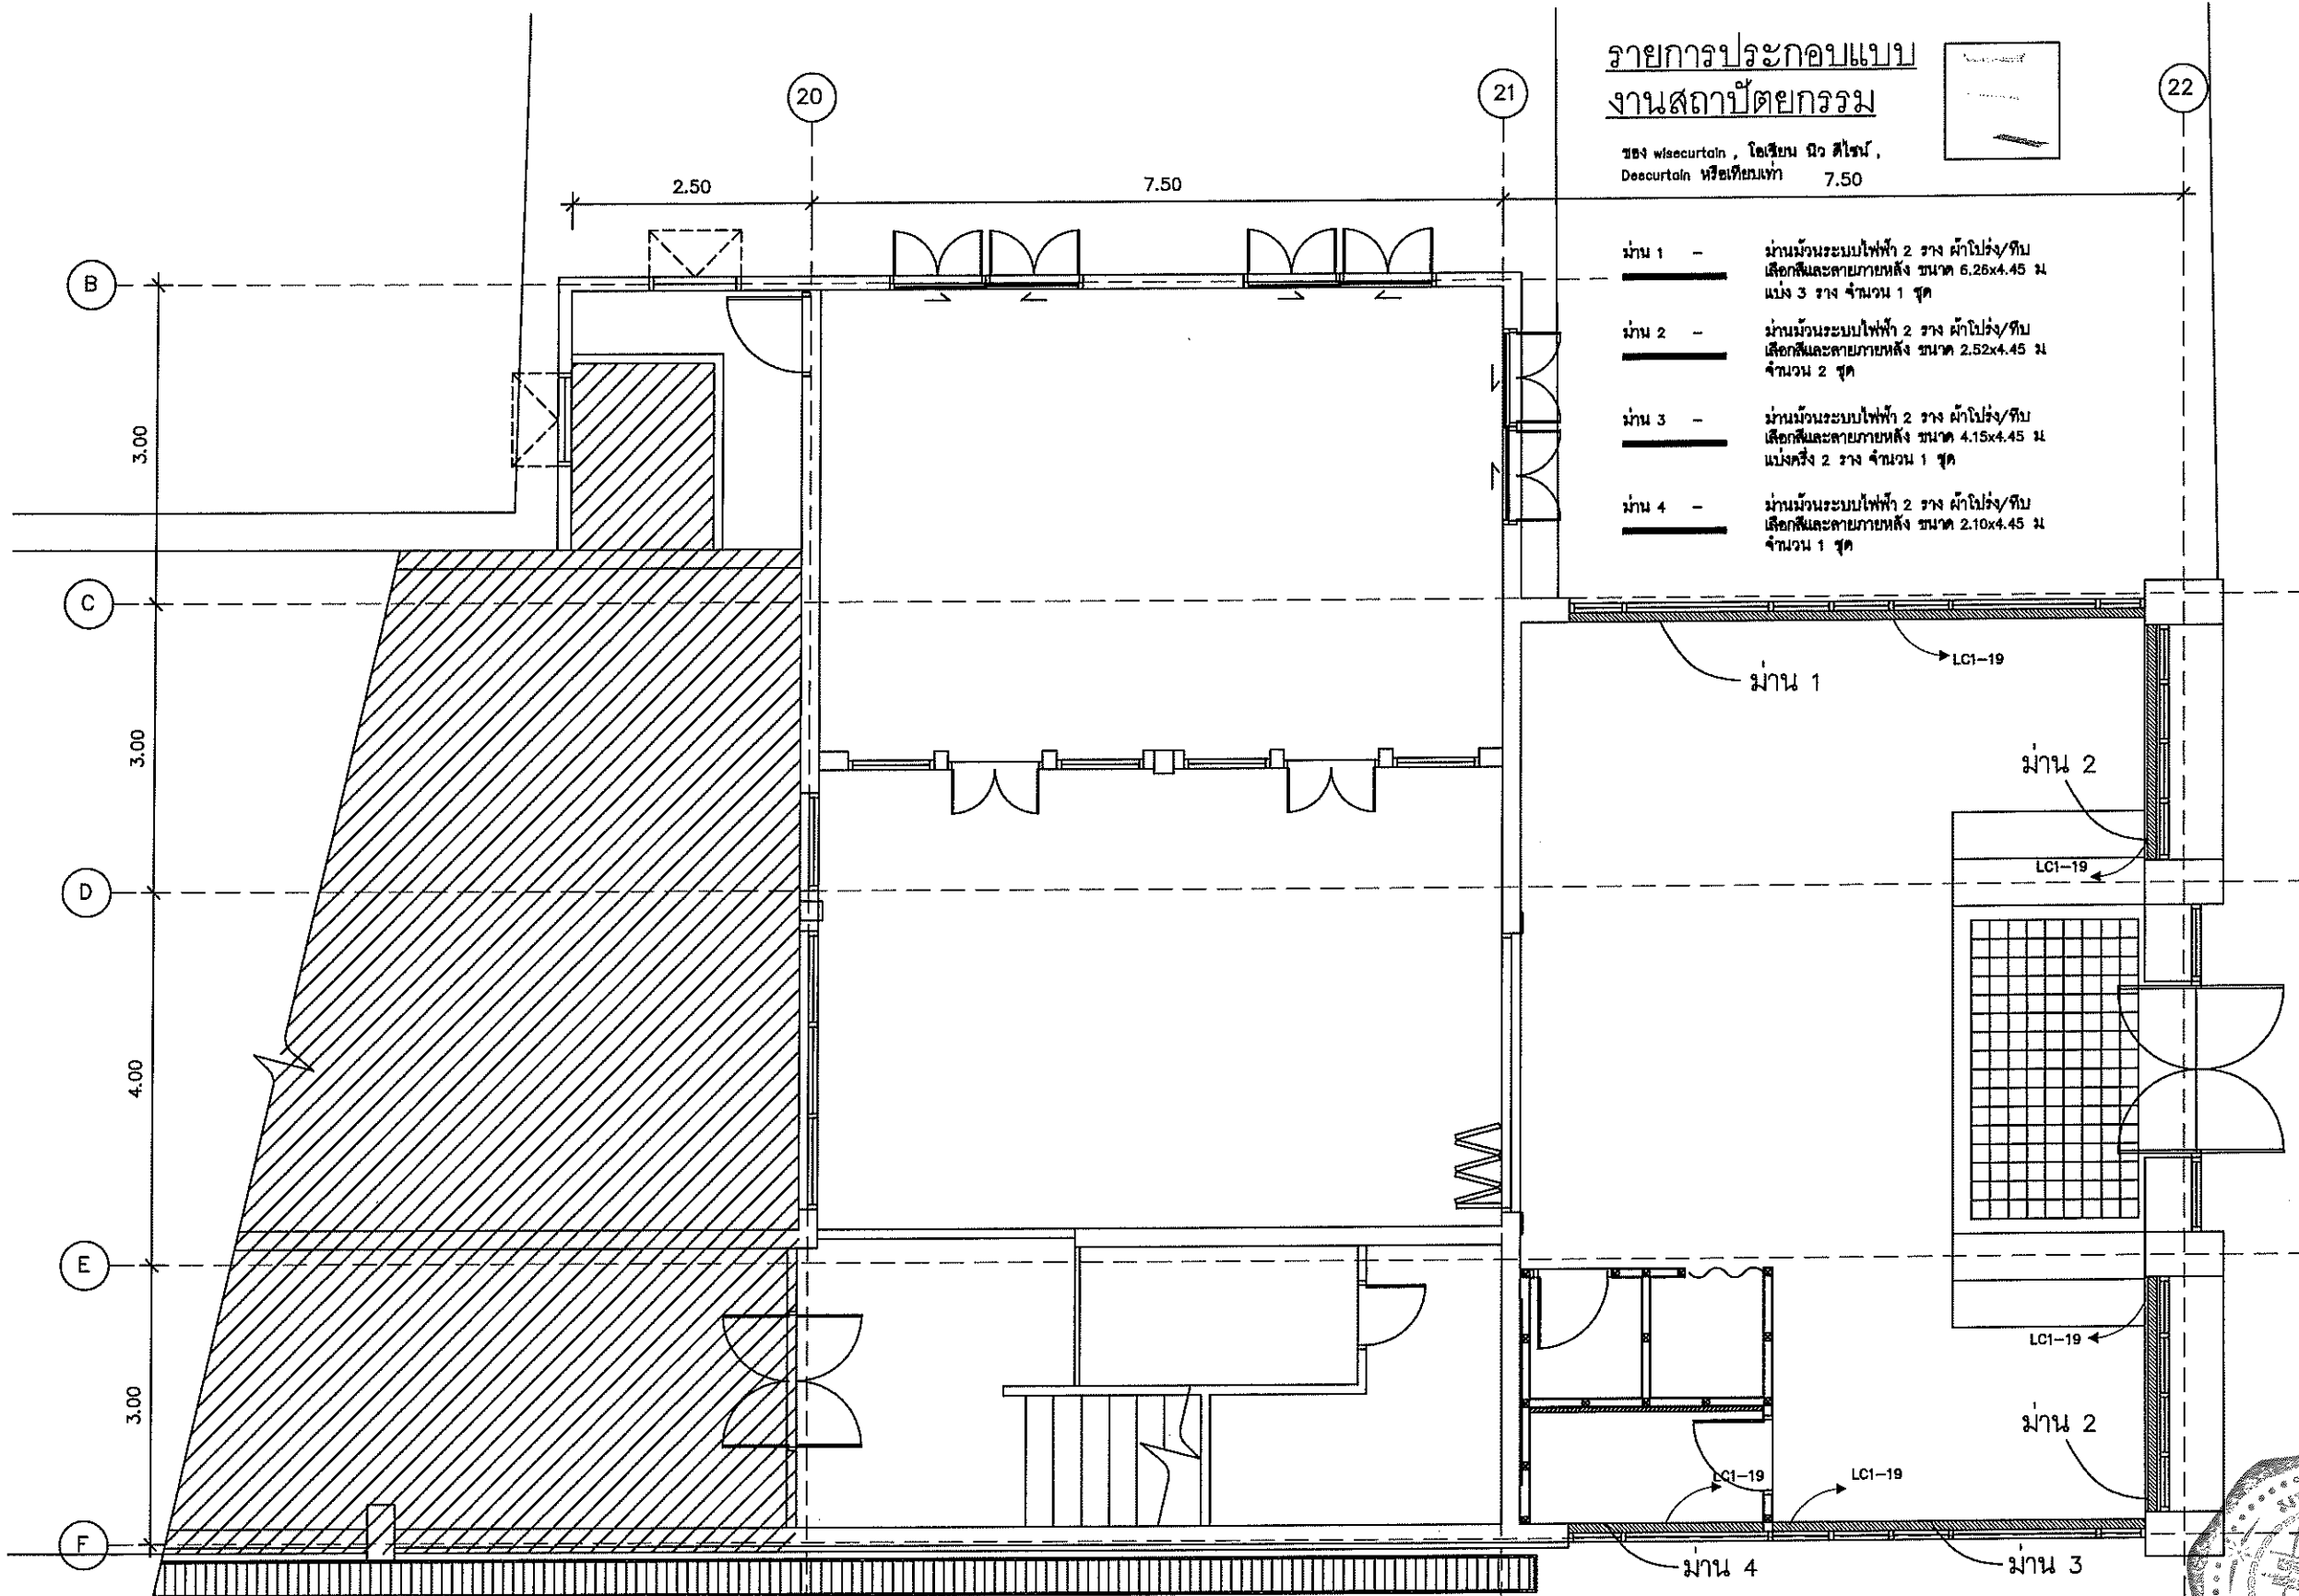 รายการประกอบแบบ
งานสถาปัตยกรรม
ของ wisecurtain , โอเรียน นิว ดีไซน์ ,
Deecurtain หรือเทียบเท่า
20
21
22
2.50
7.50
7.50
ม่าน 1 - ม่านม้วนระบบไฟฟ้า 2 ราง ผ้าโปร่ง/ทึบ
เลือกสีและลายภายหลัง ขนาด 6.26x4.45 ม
แบ่ง 3 ราง จำนวน 1 ชุด
ม่าน 2 - ม่านม้วนระบบไฟฟ้า 2 ราง ผ้าโปร่ง/ทึบ
เลือกสีและลายภายหลัง ขนาด 2.52x4.45 ม
จำนวน 2 ชุด
ม่าน 3 - ม่านม้วนระบบไฟฟ้า 2 ราง ผ้าโปร่ง/ทึบ
เลือกสีและลายภายหลัง ขนาด 4.15x4.45 ม
แบ่งครึ่ง 2 ราง จำนวน 1 ชุด
ม่าน 4 - ม่านม้วนระบบไฟฟ้า 2 ราง ผ้าโปร่ง/ทึบ
เลือกสีและลายภายหลัง ขนาด 2.10x4.45 ม
จำนวน 1 ชุด
B
3.00
C
3.00
D
4.00
E
3.00
F
LC1-19
ม่าน 1
ม่าน 2
LC1-19
LC1-19
ม่าน 2
LC1-19
LC1-19
ม่าน 4
ม่าน 3